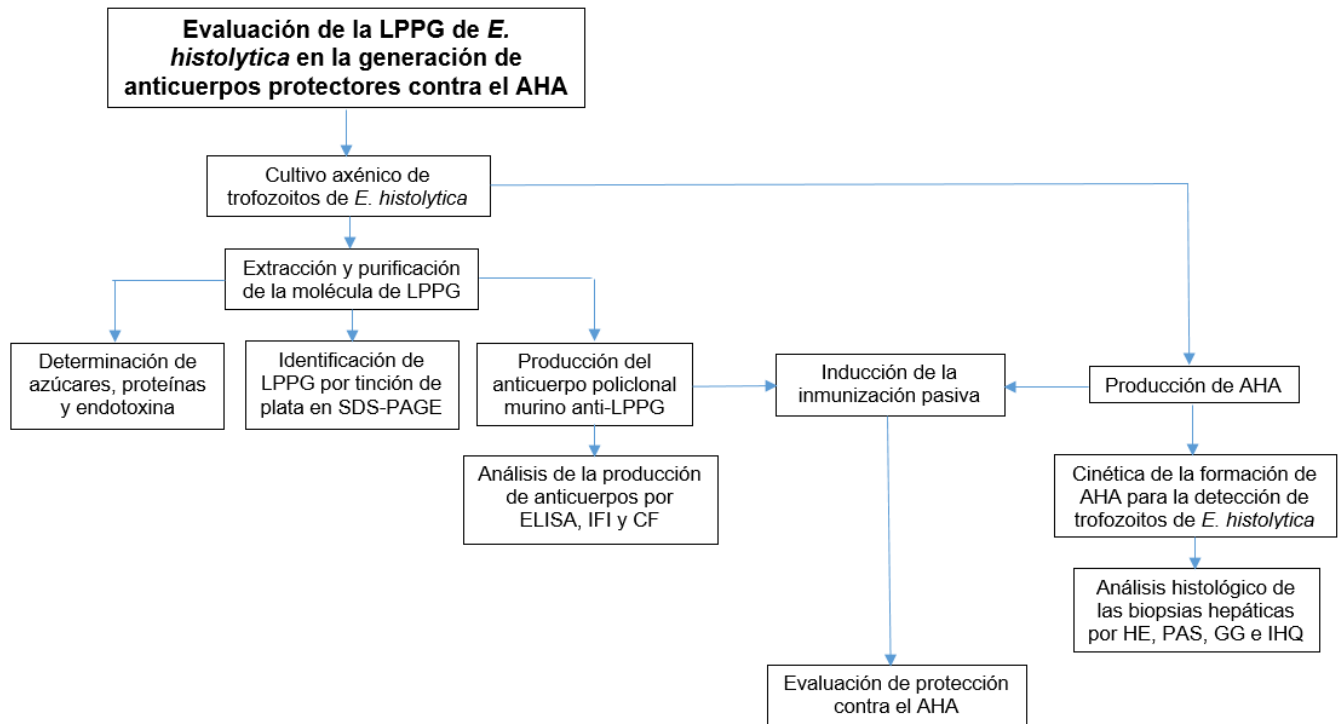 Evaluación de la LPPG de E.
histolytica en la generación de
anticuerpos protectores contra el AHA
Cultivo axénico de
trofozoitos de E. histolytica
Extracción y purificación
de la molécula de LPPG
Determinación de
azúcares, proteínas
y endotoxina
Identificación de
LPPG por tinción de
plata en SDS-PAGE
Producción del
anticuerpo policlonal
murino anti-LPPG
Inducción de la
inmunización pasiva
Producción de AHA
Análisis de la producción
de anticuerpos por
ELISA, IFI y CF
Cinética de la formación de
AHA para la detección de
trofozoitos de E. histolytica
Análisis histológico de
las biopsias hepáticas
por HE, PAS, GG e IHQ
Evaluación de protección
contra el AHA